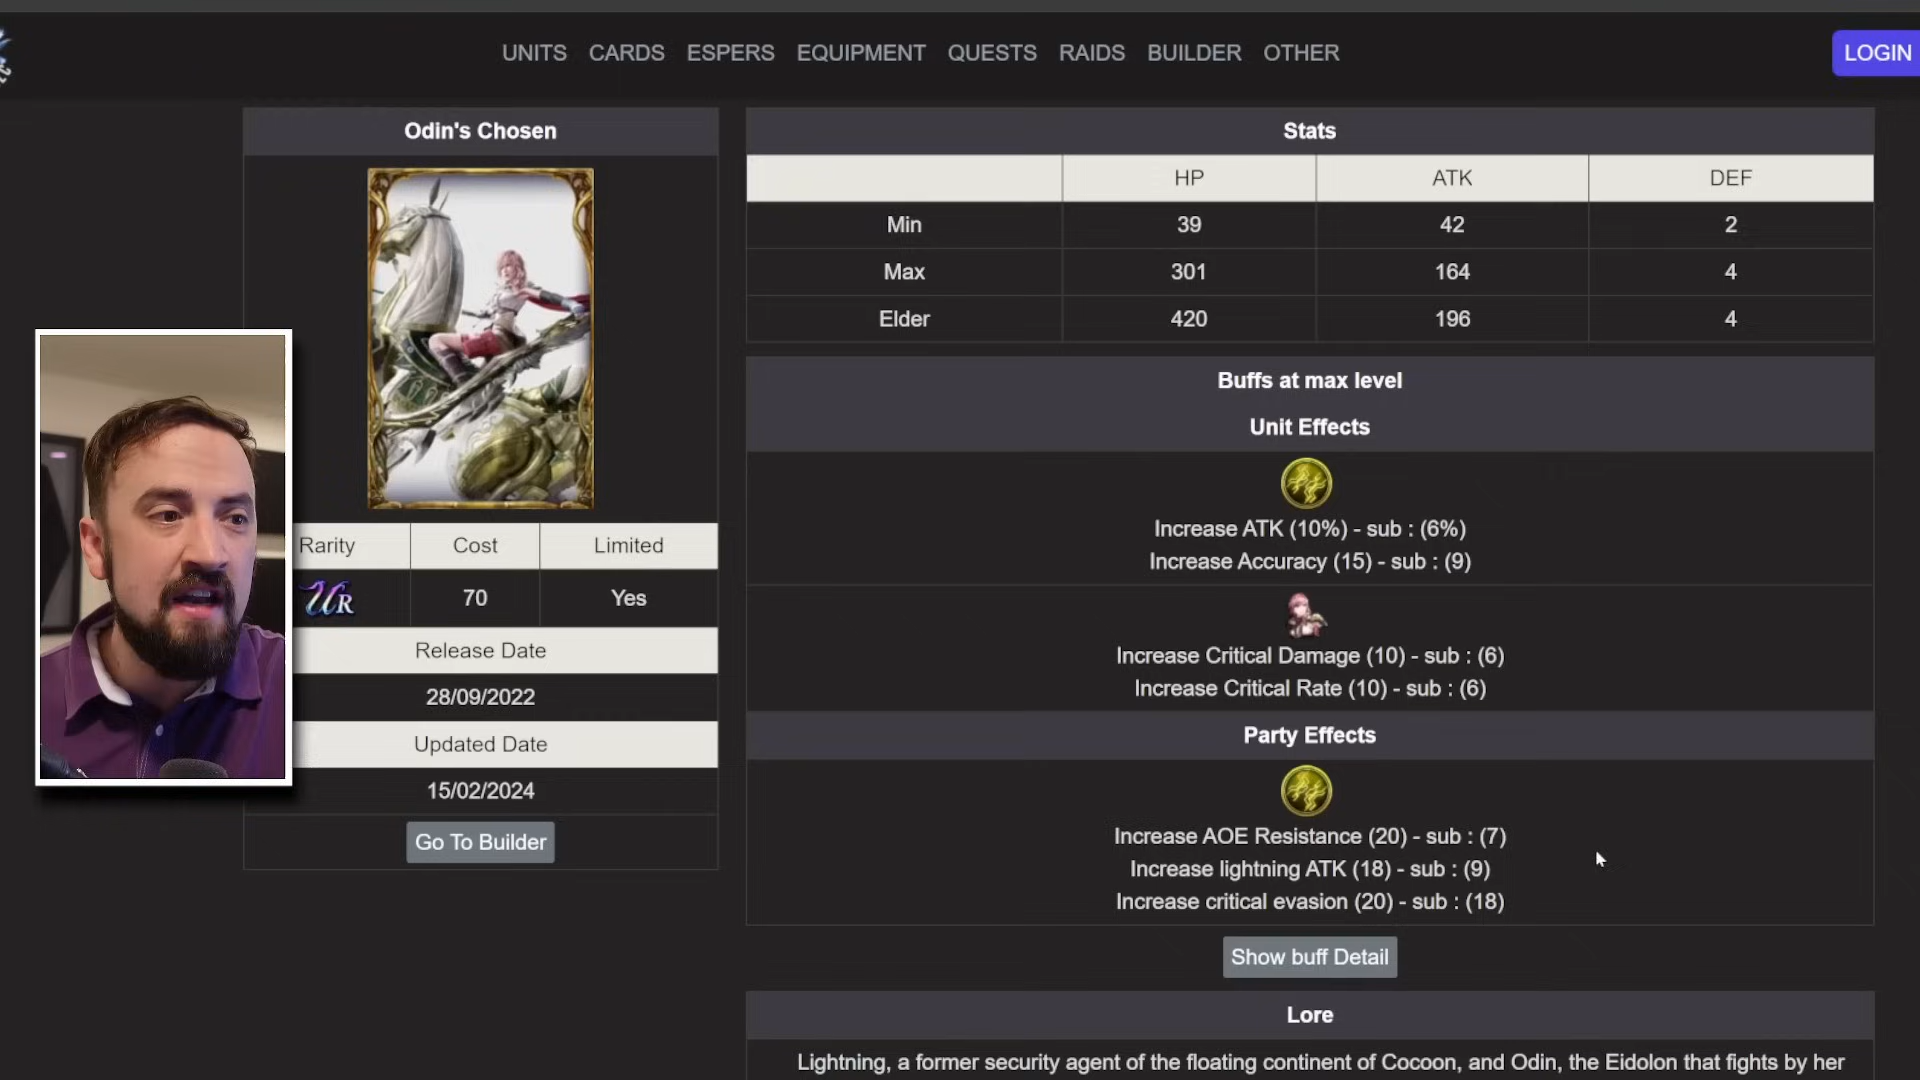 UNITS CARDS ESPERS EQUIPMENT QUESTS RAIDS BUILDER OTHER
LOGIN
Odin's Chosen
Rarity Cost Limited
UR 70 Yes
Release Date
28/09/2022
Updated Date
15/02/2024
Go To Builder
Stats
HP ATK DEF
Min 39 42 2
Max 301 164 4
Elder 420 196 4
Buffs at max level
Unit Effects
Increase ATK (10%) - sub : (6%)
Increase Accuracy (15) - sub : (9)
Increase Critical Damage (10) - sub : (6)
Increase Critical Rate (10) - sub : (6)
Party Effects
Increase AOE Resistance (20) - sub : (7)
Increase lightning ATK (18) - sub : (9)
Increase critical evasion (20) - sub : (18)
Show buff Detail
Lore
Lightning, a former security agent of the floating continent of Cocoon, and Odin, the Eidolon that fights by her